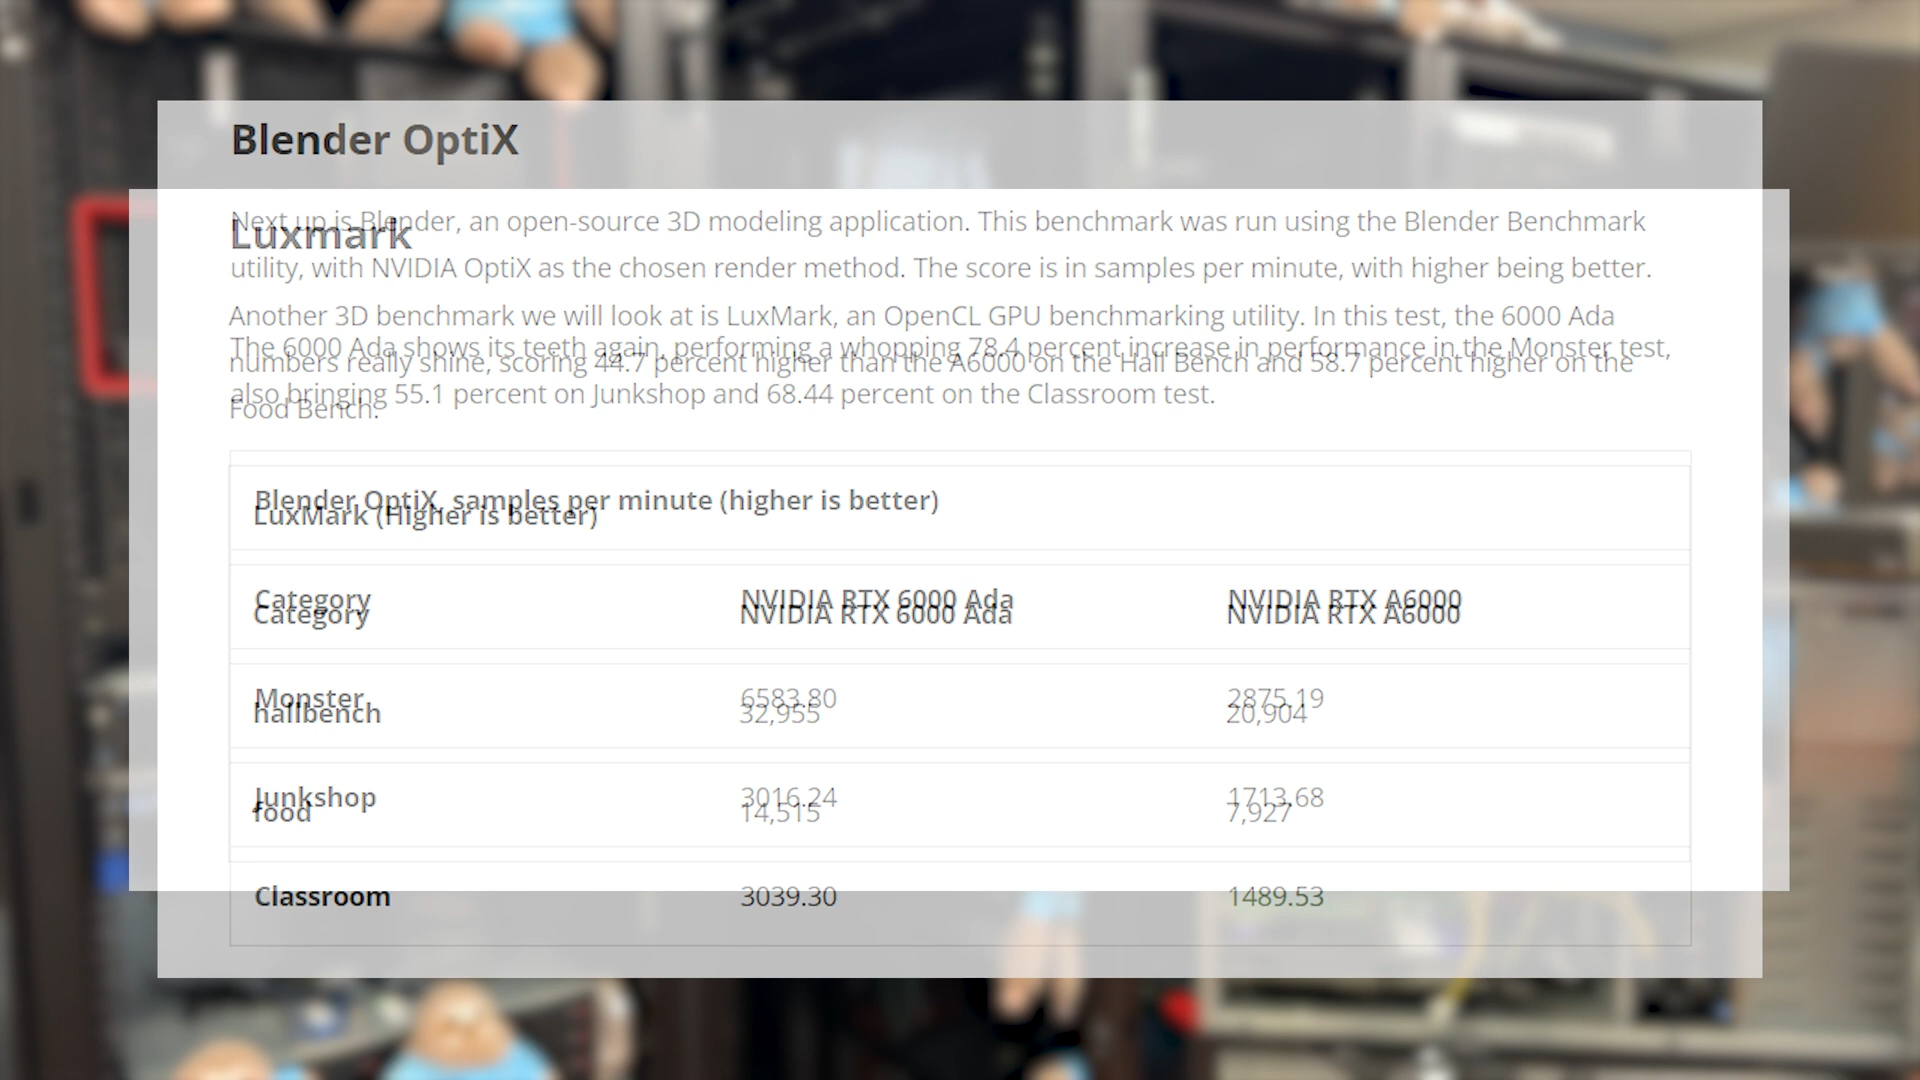 Blender OptiX
Next up is Blender, an open-source 3D modeling application. This benchmark was run using the Blender Benchmark
utility, with NVIDIA OptiX as the chosen render method. The score is in samples per minute, with higher being better.
The 6000 Ada shows its teeth again, performing a whopping 78.4 percent increase in performance in the Monster test,
also bringing 55.1 percent on Junkshop and 68.44 percent on the Classroom test.
Blender OptiX, samples per minute (higher is better)
Category NVIDIA RTX 6000 Ada NVIDIA RTX A6000
Monster 6583.80 2875.19
Junkshop 3016.24 1713.68
Classroom 3039.30 1489.53
Luxmark
Another 3D benchmark we will look at is LuxMark, an OpenCL GPU benchmarking utility. In this test, the 6000 Ada
numbers really shine, scoring 44.7 percent higher than the A6000 on the Hall Bench and 58.7 percent higher on the
Food Bench.
LuxMark (Higher is better)
Category NVIDIA RTX 6000 Ada NVIDIA RTX A6000
hallbench 32,955 20,904
food 14,515 7,927